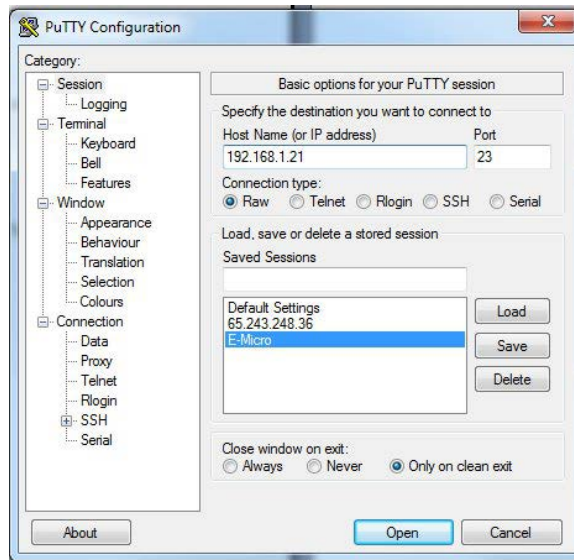 PuTTY Configuration
Category:
Session
Logging
Terminal
Keyboard
Bell
Features
Window
Appearance
Behaviour
Translation
Selection
Colours
Connection
Data
Proxy
Telnet
Rlogin
SSH
Serial
Basic options for your PuTTY session
Specify the destination you want to connect to
Host Name (or IP address) Port
192.168.1.21 23
Connection type:
Raw Telnet Rlogin SSH Serial
Load, save or delete a stored session
Saved Sessions
Default Settings
65.243.248.36
E-Micro
Load
Save
Delete
Close window on exit:
Always Never Only on clean exit
About Open Cancel